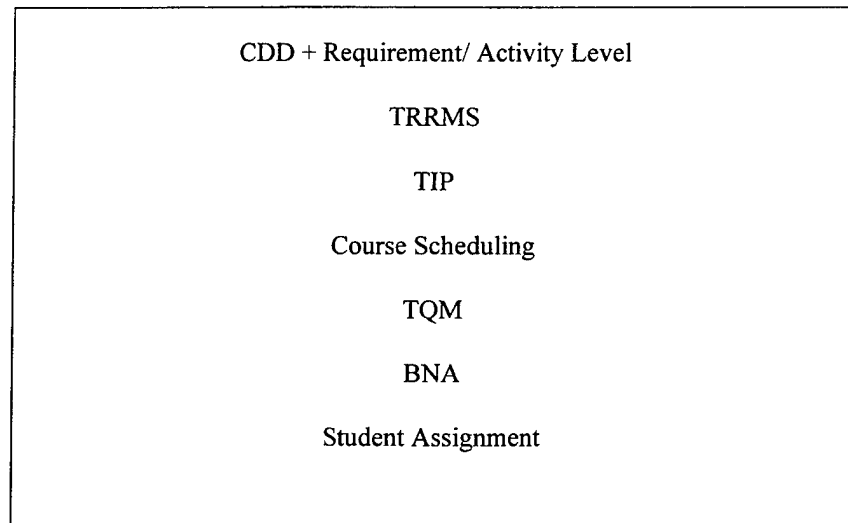 CDD + Requirement/ Activity Level
TRRMS
TIP
Course Scheduling
TQM
BNA
Student Assignment